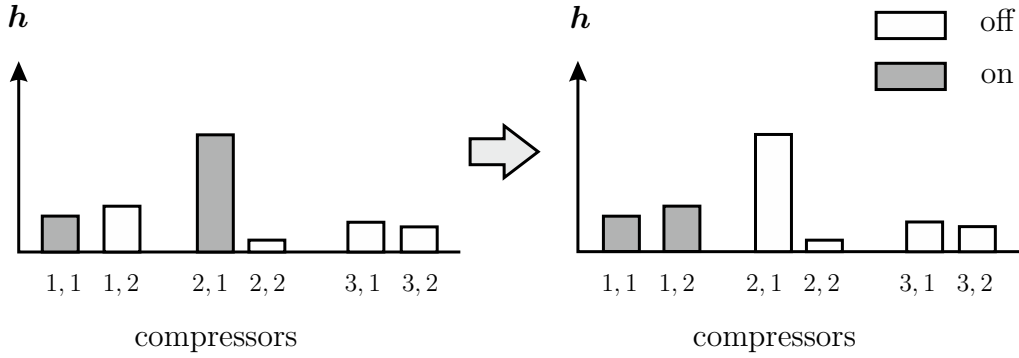 h
h
off
on
1, 1 1, 2 2, 1 2, 2 3, 1 3, 2
1, 1 1, 2 2, 1 2, 2 3, 1 3, 2
compressors
compressors